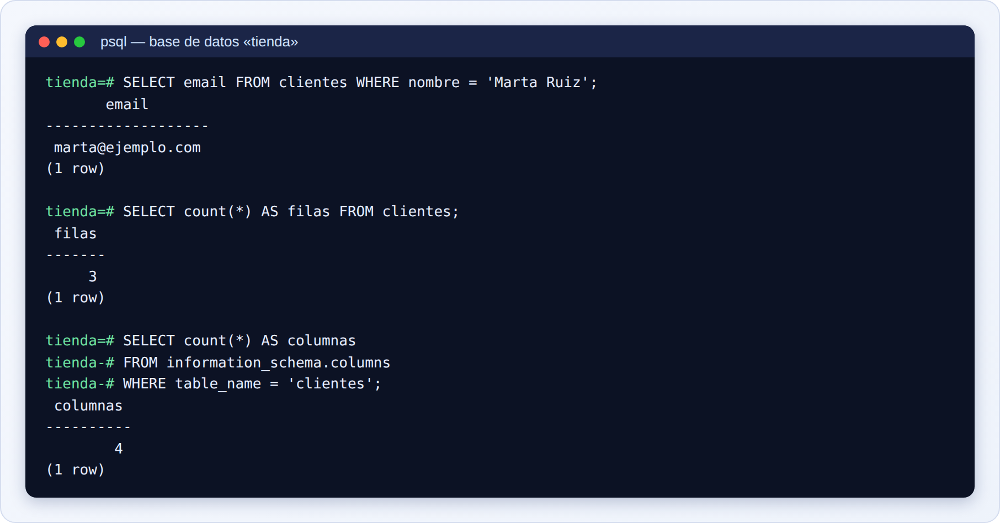 psql — base de datos «tienda»
tienda=# SELECT email FROM clientes WHERE nombre = 'Marta Ruiz';
       email
-------------------
 marta@ejemplo.com
(1 row)

tienda=# SELECT count(*) AS filas FROM clientes;
 filas
-------
     3
(1 row)

tienda=# SELECT count(*) AS columnas
tienda-# FROM information_schema.columns
tienda-# WHERE table_name = 'clientes';
 columnas
----------
        4
(1 row)